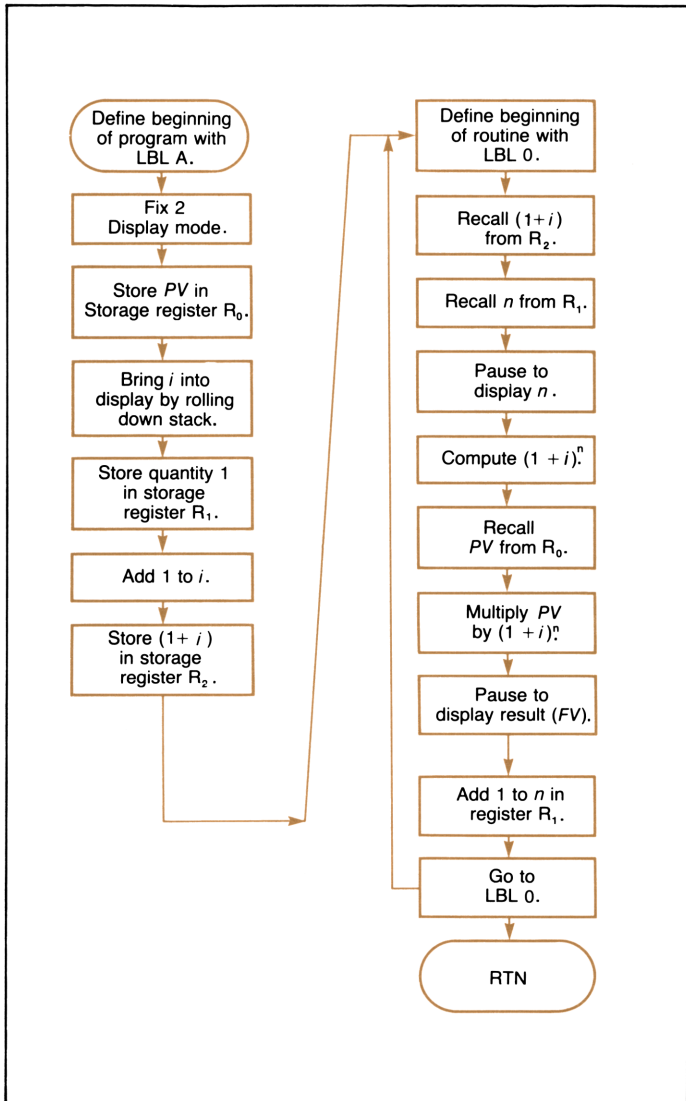 Define beginning
of program with
LBL A.
Fix 2
Display mode.
Store PV in
Storage register R₀.
Bring i into
display by rolling
down stack.
Store quantity 1
in storage
register R₁.
Add 1 to i.
Store (1+ i)
in storage
register R₂.
Define beginning
of routine with
LBL 0.
Recall (1+i)
from R₂.
Recall n from R₁.
Pause to
display n.
Compute (1 + i)ⁿ.
Recall
PV from R₀.
Multiply PV
by (1 + i)ⁿ.
Pause to
display result (FV).
Add 1 to n in
register R₁.
Go to
LBL 0.
RTN